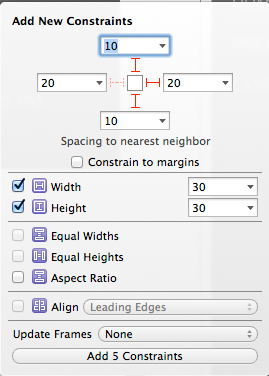 Add New Constraints
10
20 20
10
Spacing to nearest neighbor
Constrain to margins
Width 30
Height 30
Equal Widths
Equal Heights
Aspect Ratio
Align Leading Edges
Update Frames None
Add 5 Constraints